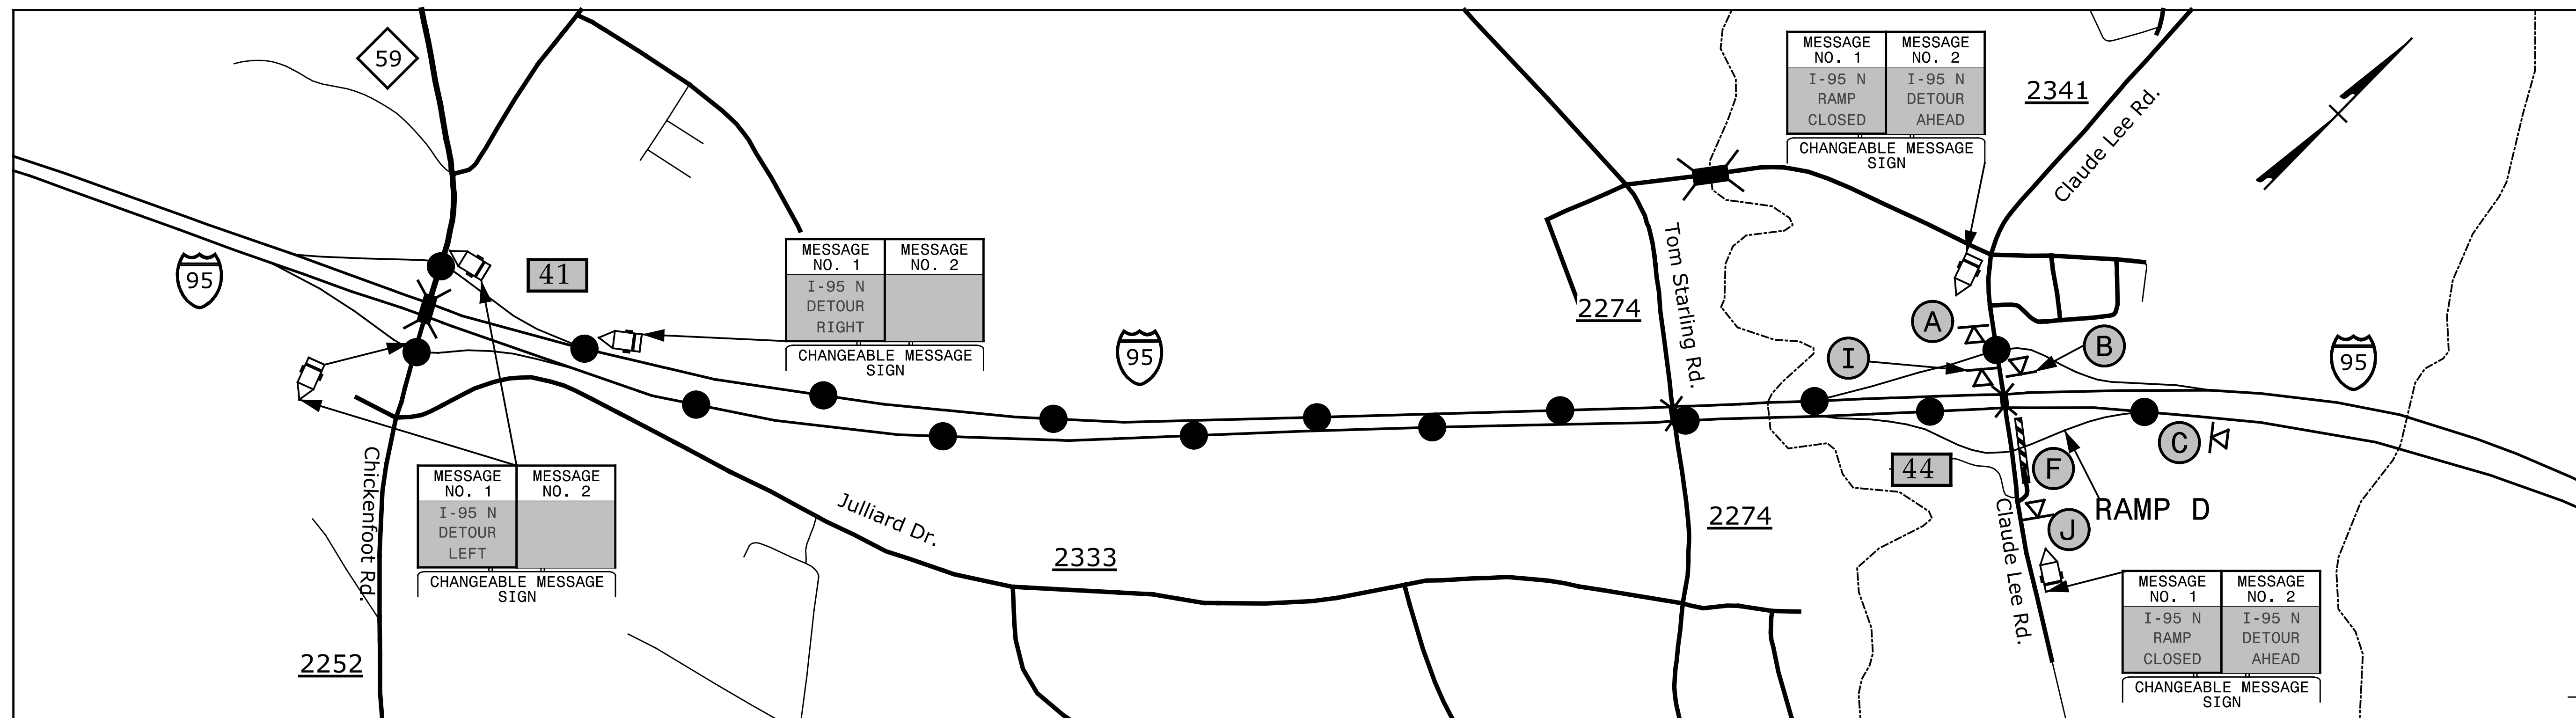 59
MESSAGE NO. 1
MESSAGE NO. 2
I-95 N
RAMP
CLOSED
I-95 N
DETOUR
AHEAD
CHANGEABLE MESSAGE
SIGN
2341
Claude Lee Rd.
95
41
MESSAGE NO. 1
MESSAGE NO. 2
I-95 N
DETOUR
RIGHT
CHANGEABLE MESSAGE
SIGN
2274
Tom Starling Rd.
95
A
B
I
95
C
F
44
RAMP D
J
Chickenfoot Rd.
MESSAGE NO. 1
MESSAGE NO. 2
I-95 N
DETOUR
LEFT
CHANGEABLE MESSAGE
SIGN
Julliard Dr.
2333
2274
Claude Lee Rd.
2252
MESSAGE NO. 1
MESSAGE NO. 2
I-95 N
RAMP
CLOSED
I-95 N
DETOUR
AHEAD
CHANGEABLE MESSAGE
SIGN